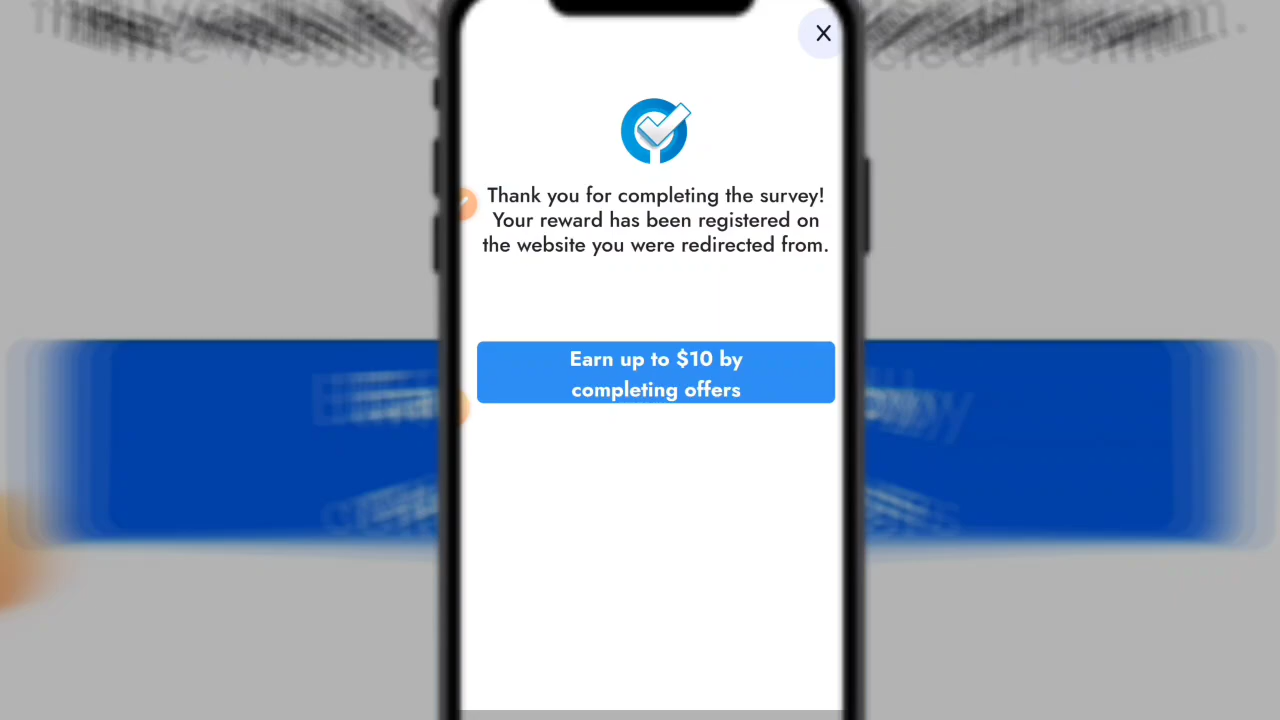 Thank you for completing the survey!
Your reward has been registered on
the website you were redirected from.
Earn up to $10 by
completing offers